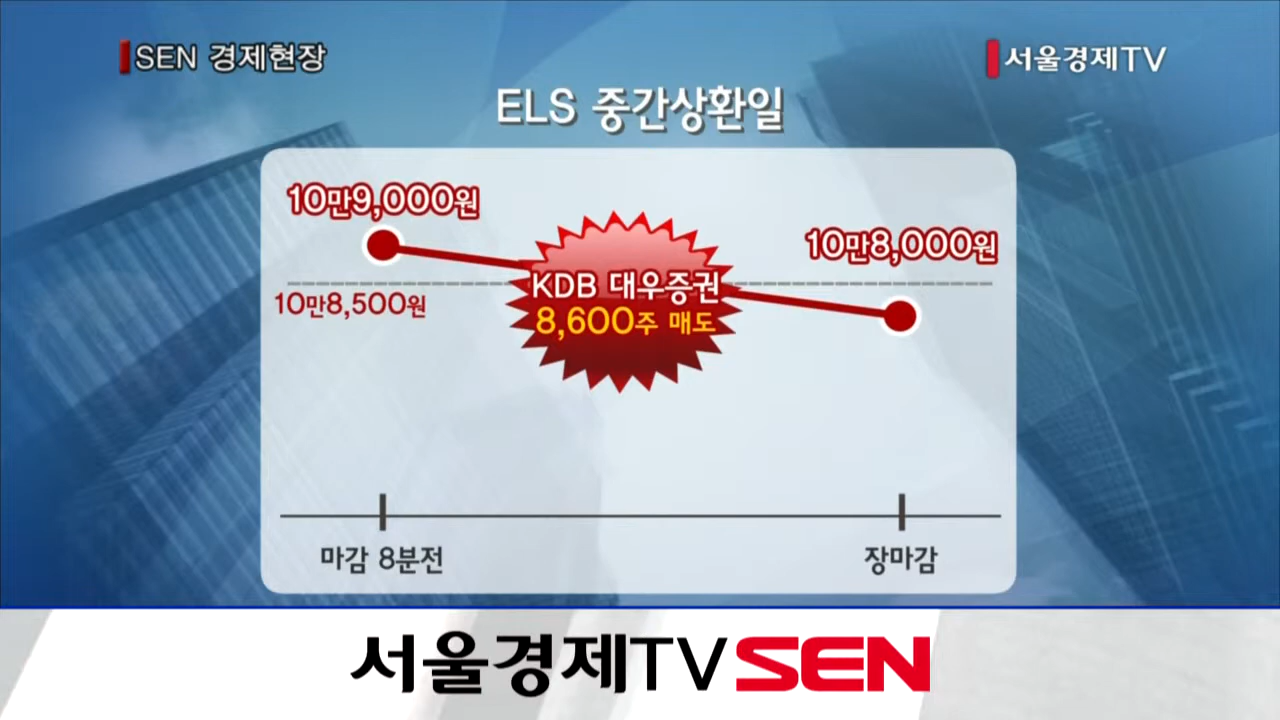 SEN 경제현장
서울경제TV
ELS 중간상환일
10만9,000원
10만8,000원
10만8,500원
KDB 대우증권
8,600주 매도
마감 8분전
장마감
서울경제TV SEN